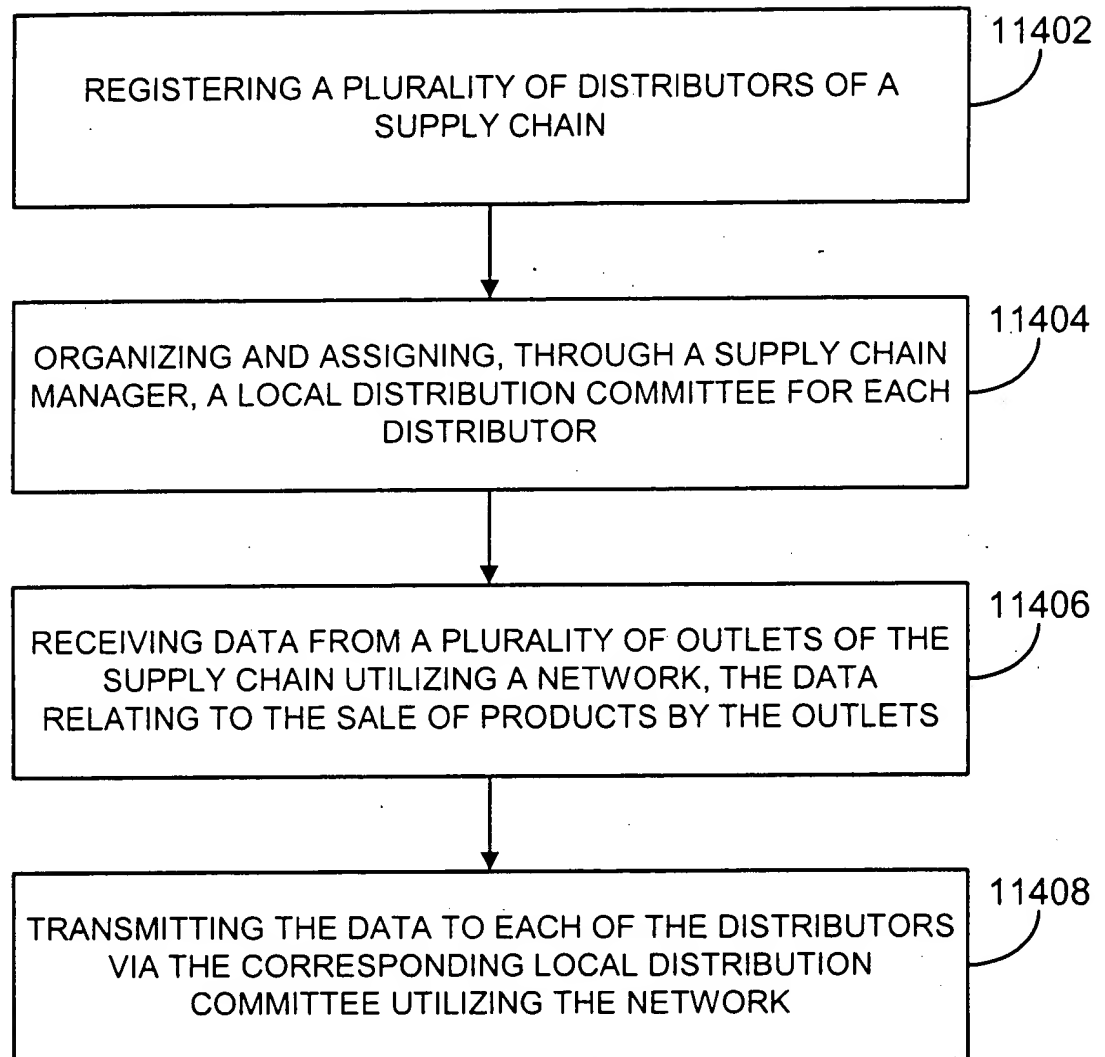 11402
REGISTERING A PLURALITY OF DISTRIBUTORS OF A
SUPPLY CHAIN
11404
ORGANIZING AND ASSIGNING, THROUGH A SUPPLY CHAIN
MANAGER, A LOCAL DISTRIBUTION COMMITTEE FOR EACH
DISTRIBUTOR
11406
RECEIVING DATA FROM A PLURALITY OF OUTLETS OF THE
SUPPLY CHAIN UTILIZING A NETWORK, THE DATA
RELATING TO THE SALE OF PRODUCTS BY THE OUTLETS
11408
TRANSMITTING THE DATA TO EACH OF THE DISTRIBUTORS
VIA THE CORRESPONDING LOCAL DISTRIBUTION
COMMITTEE UTILIZING THE NETWORK